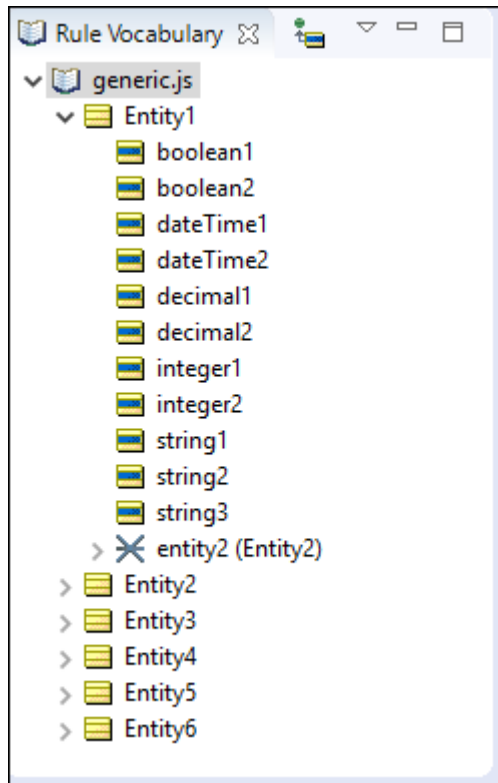 Rule Vocabulary
generic.js
Entity1
boolean1
boolean2
dateTime1
dateTime2
decimal1
decimal2
integer1
integer2
string1
string2
string3
entity2 (Entity2)
Entity2
Entity3
Entity4
Entity5
Entity6